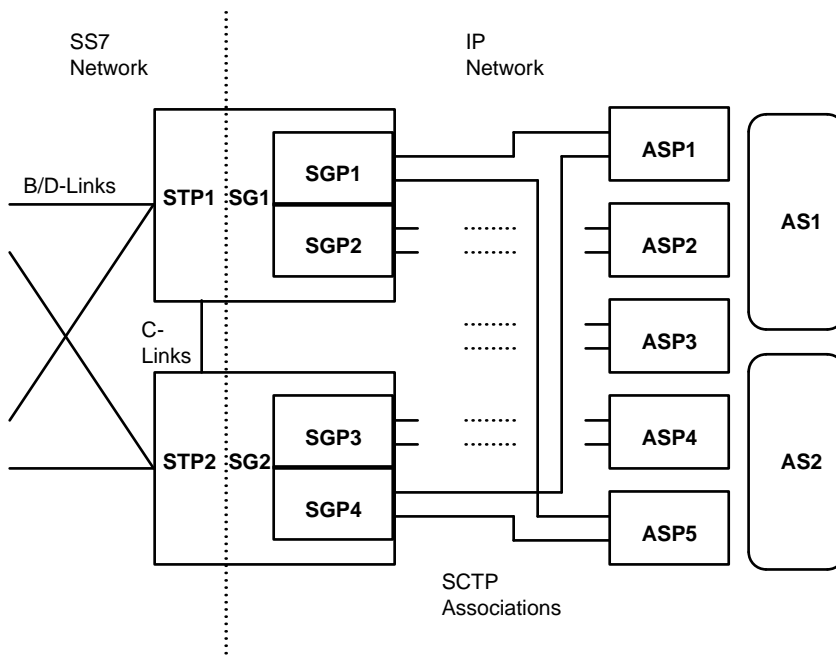 SS7
Network
IP
Network
B/D-Links
STP1
SG1
SGP1
SGP2
ASP1
ASP2
AS1
C-
Links
ASP3
STP2
SG2
SGP3
SGP4
ASP4
ASP5
AS2
SCTP
Associations